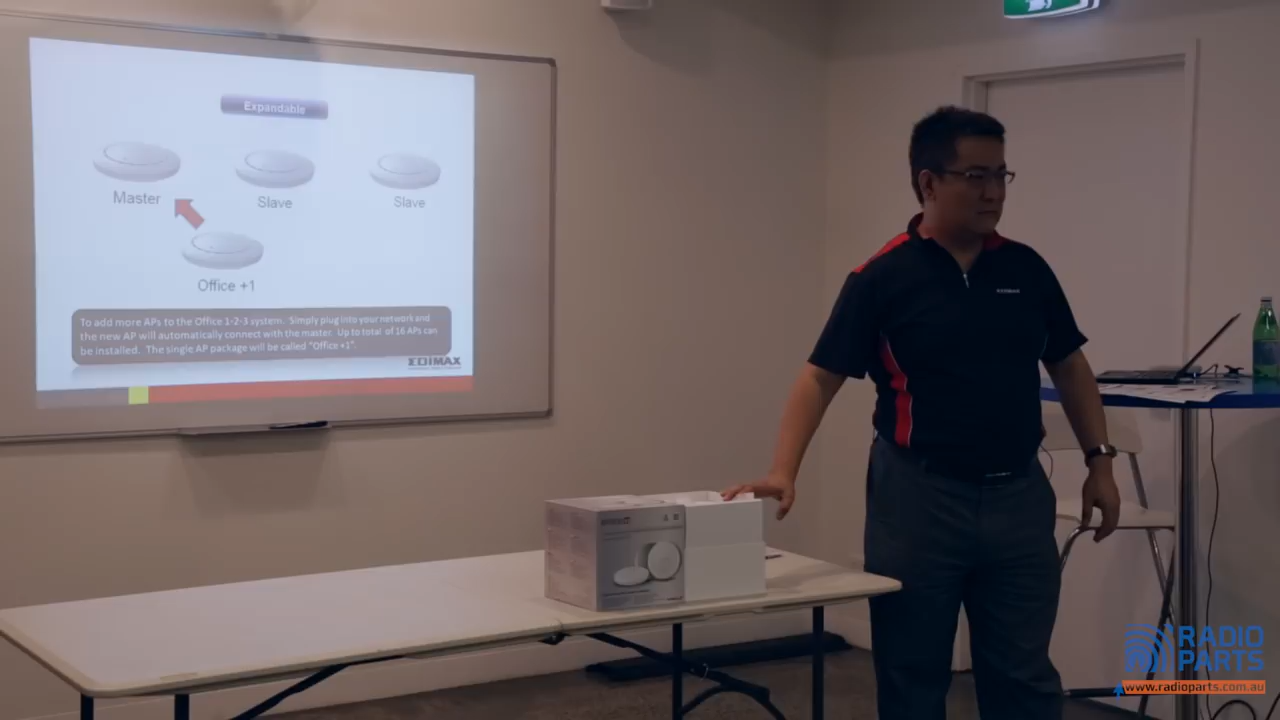 Expandable
Master
Slave
Slave
Office +1
To add more APs to the Office 1-2-3 system. Simply plug into your network and
the new AP will automatically connect with the master. Up to total of 16 APs can
be installed. The single AP package will be called "Office +1".
EDIMAX
EDIMAX
RADIO
PARTS
www.radioparts.com.au